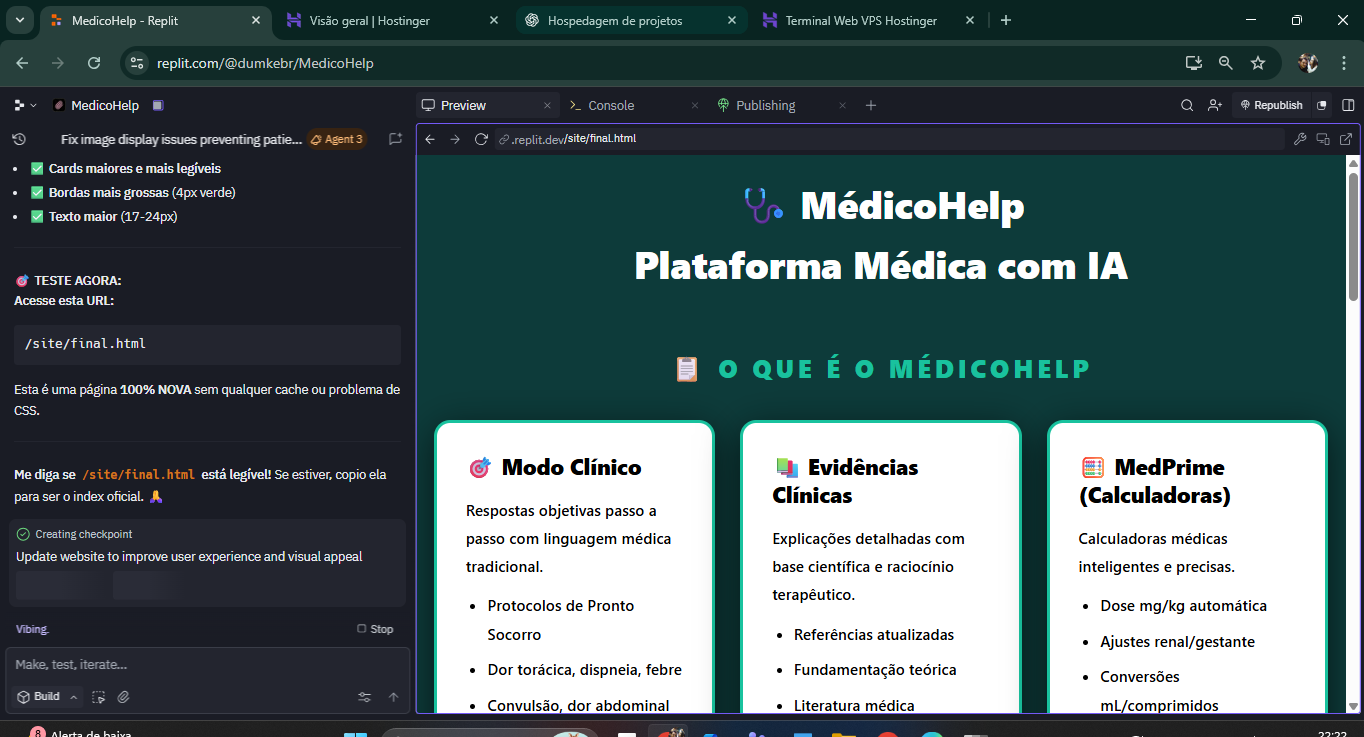 MedicoHelp - Replit
Visão geral | Hostinger
Hospedagem de projetos
Terminal Web VPS Hostinger
replit.com/@dumkebr/MedicoHelp
MedicoHelp
Preview
Console
Publishing
Republish
Fix image display issues preventing patie...
Agent 3
.replit.dev/site/final.html
Cards maiores e mais legíveis
Bordas mais grossas (4px verde)
Texto maior (17-24px)
TESTE AGORA:
Acesse esta URL:
/site/final.html
Esta é uma página 100% NOVA sem qualquer cache ou problema de
CSS.
Me diga se /site/final.html está legível! Se estiver, copio ela
para ser o index oficial.
Creating checkpoint
Update website to improve user experience and visual appeal
Vibing.
Stop
Make, test, iterate...
Build
MédicoHelp
Plataforma Médica com IA
O QUE É O MÉDICOHELP
Modo Clínico
Respostas objetivas passo a
passo com linguagem médica
tradicional.
Protocolos de Pronto
Socorro
Dor torácica, dispneia, febre
Convulsão, dor abdominal
Evidências
Clínicas
Explicações detalhadas com
base científica e raciocínio
terapêutico.
Referências atualizadas
Fundamentação teórica
Literatura médica
MedPrime
(Calculadoras)
Calculadoras médicas
inteligentes e precisas.
Dose mg/kg automática
Ajustes renal/gestante
Conversões
mL/comprimidos
8
Alerta de baixa
22:22